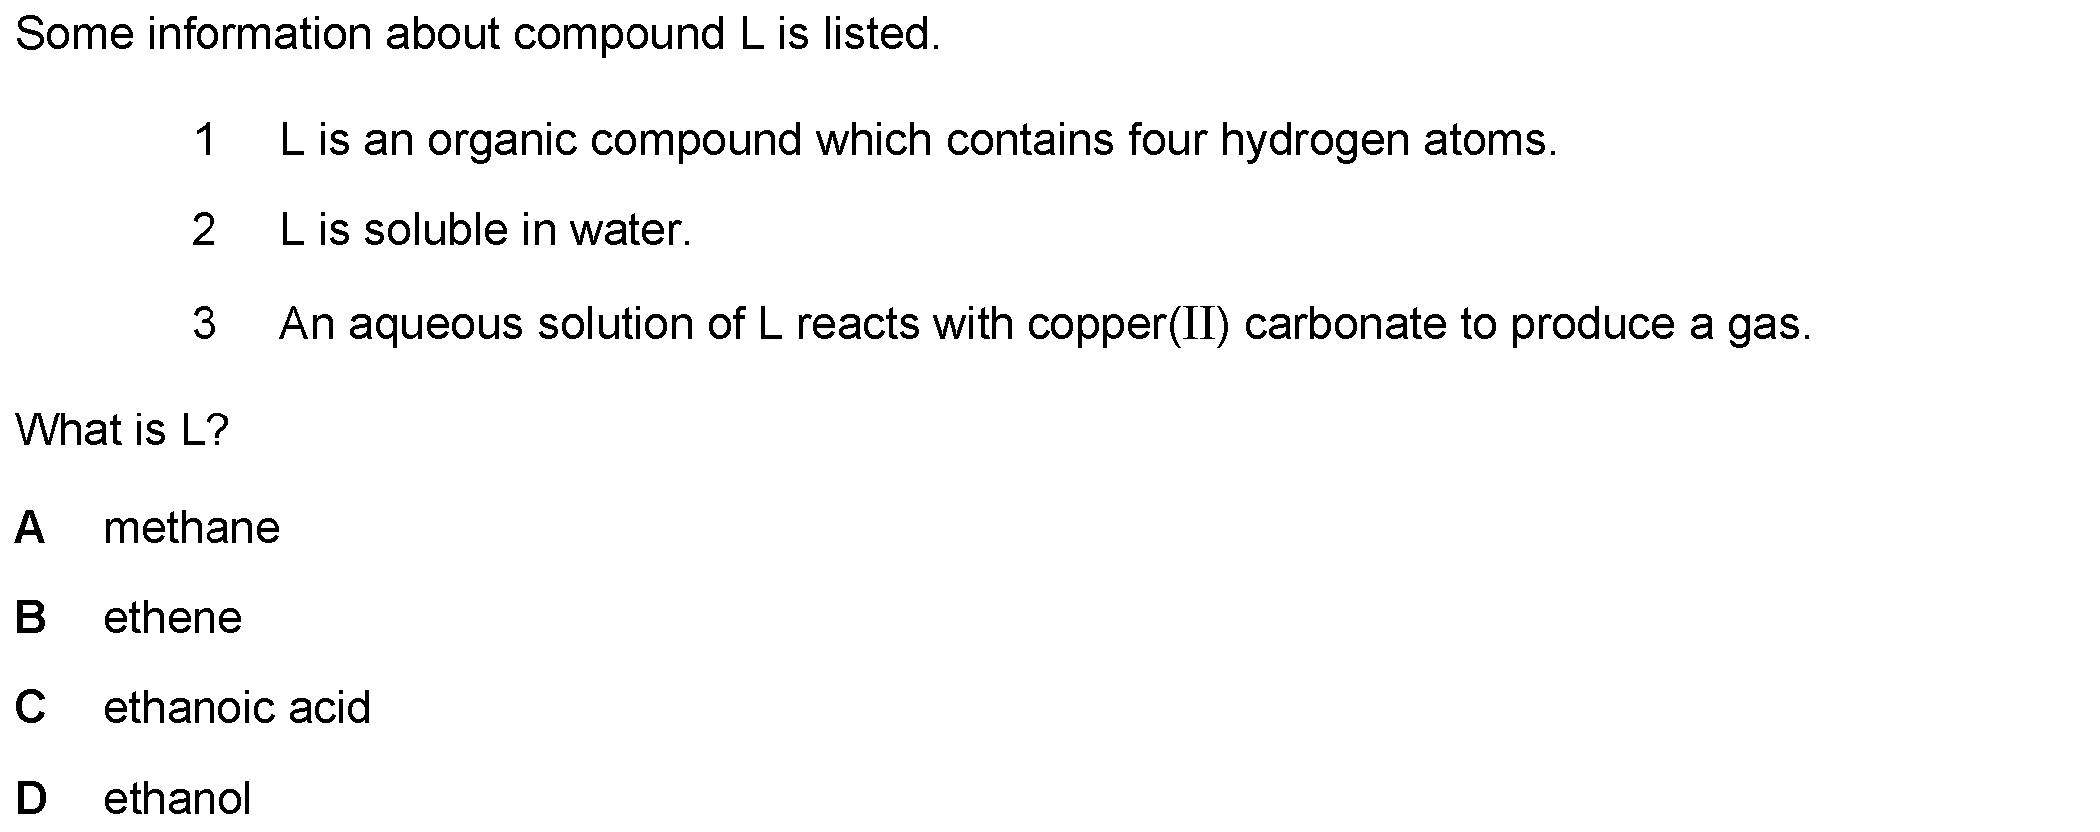 Some information about compound L is listed.
1 L is an organic compound which contains four hydrogen atoms.
2 L is soluble in water.
3 An aqueous solution of L reacts with copper(II) carbonate to produce a gas.
What is L?
A methane
B ethene
C ethanoic acid
D ethanol